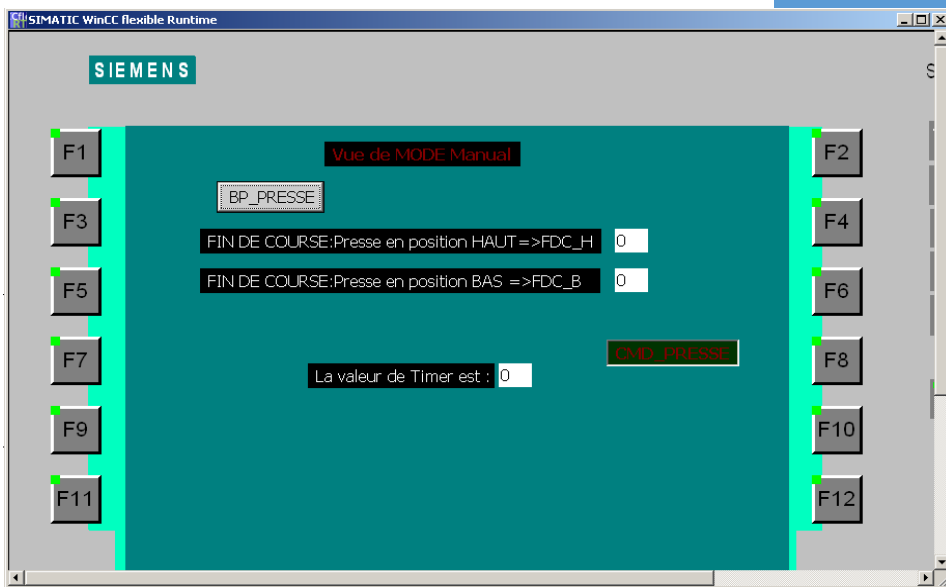 SIMATIC WinCC flexible Runtime
SIEMENS
S
F1
Vue de MODE Manual
F2
BP_PRESSE
F3
FIN DE COURSE:Presse en position HAUT=>FDC_H 0
F4
F5
FIN DE COURSE:Presse en position BAS =>FDC_B 0
F6
CMD_PRESSE
F7
La valeur de Timer est : 0
F8
F9
F10
F11
F12